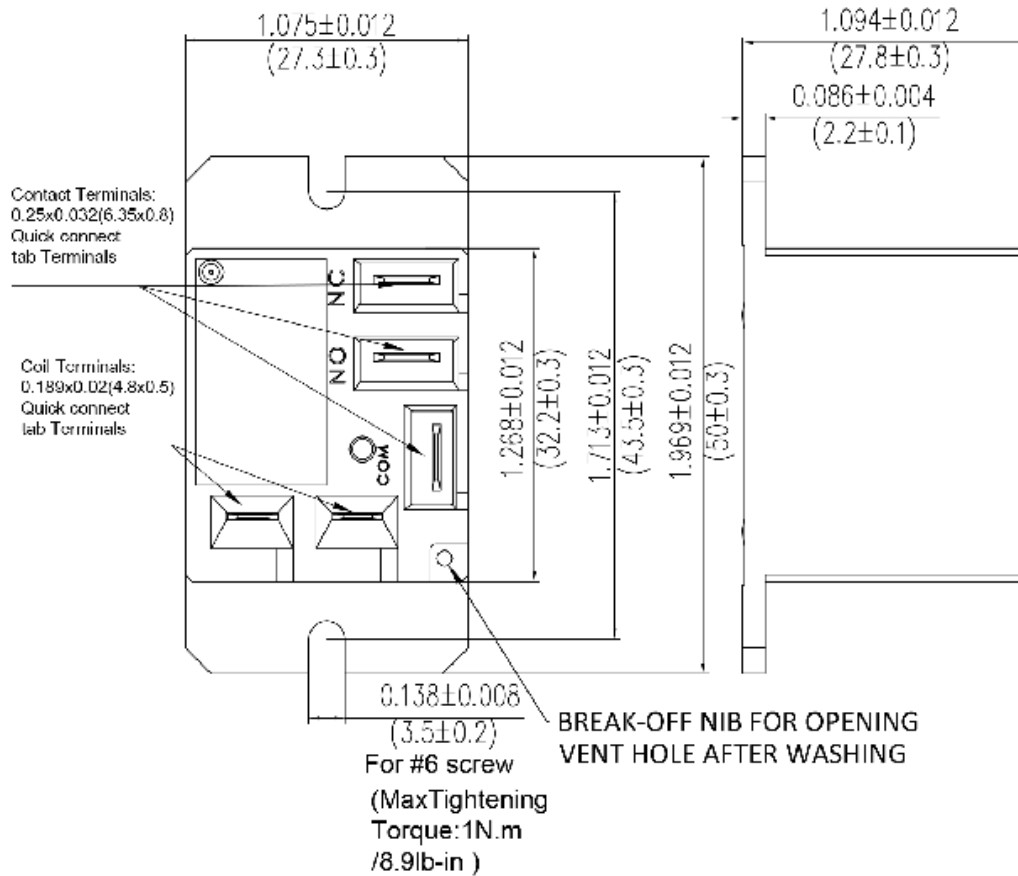 1.075±0.012
(27.3±0.3)
1.094±0.012
(27.8±0.3)
0.086±0.004
(2.2±0.1)
Contact Terminals:
0.25x0.032(6.35x0.8)
Quick connect
tab Terminals
NC
NO
COM
Coil Terminals:
0.189x0.02(4.8x0.5)
Quick connect
tab Terminals
1.268±0.012
(32.2±0.3)
1.713±0.012
(43.5±0.3)
1.969±0.012
(50±0.3)
0.138±0.008
(3.5±0.2)
For #6 screw
(MaxTightening
Torque:1N.m
/8.9lb-in )
BREAK-OFF NIB FOR OPENING
VENT HOLE AFTER WASHING